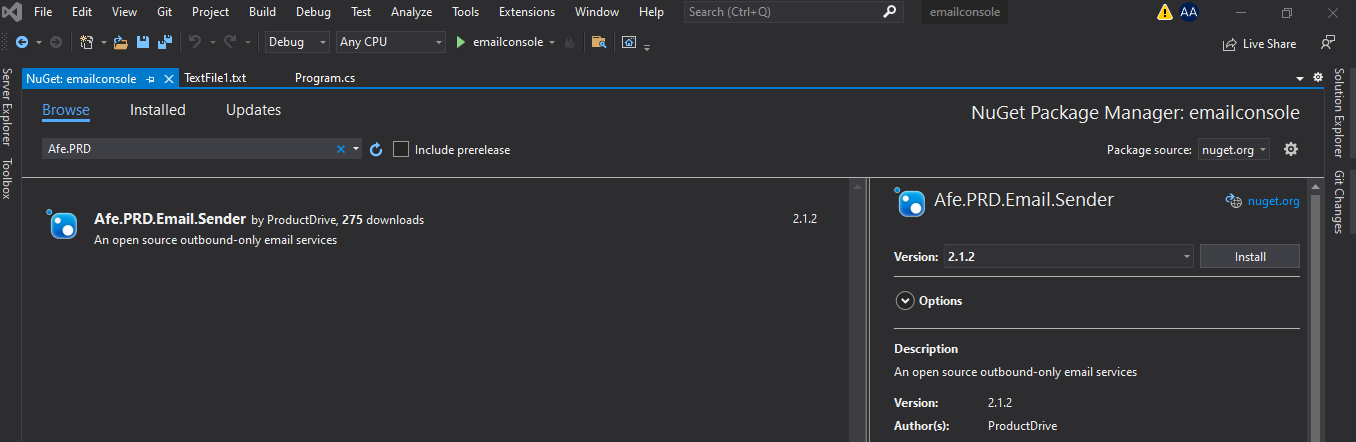 File Edit View Git Project Build Debug Test Analyze Tools Extensions Window Help Search (Ctrl+Q) emailconsole AA
Debug Any CPU emailconsole Live Share
Server Explorer
Toolbox
NuGet: emailconsole TextFile1.txt Program.cs
Browse Installed Updates
NuGet Package Manager: emailconsole
Afe.PRD Include prerelease
Package source: nuget.org
Afe.PRD.Email.Sender by ProductDrive, 275 downloads 2.1.2
An open source outbound-only email services
Afe.PRD.Email.Sender nuget.org
Version: 2.1.2 Install
Options
Description
An open source outbound-only email services
Version: 2.1.2
Author(s): ProductDrive
Solution Explorer
Git Changes